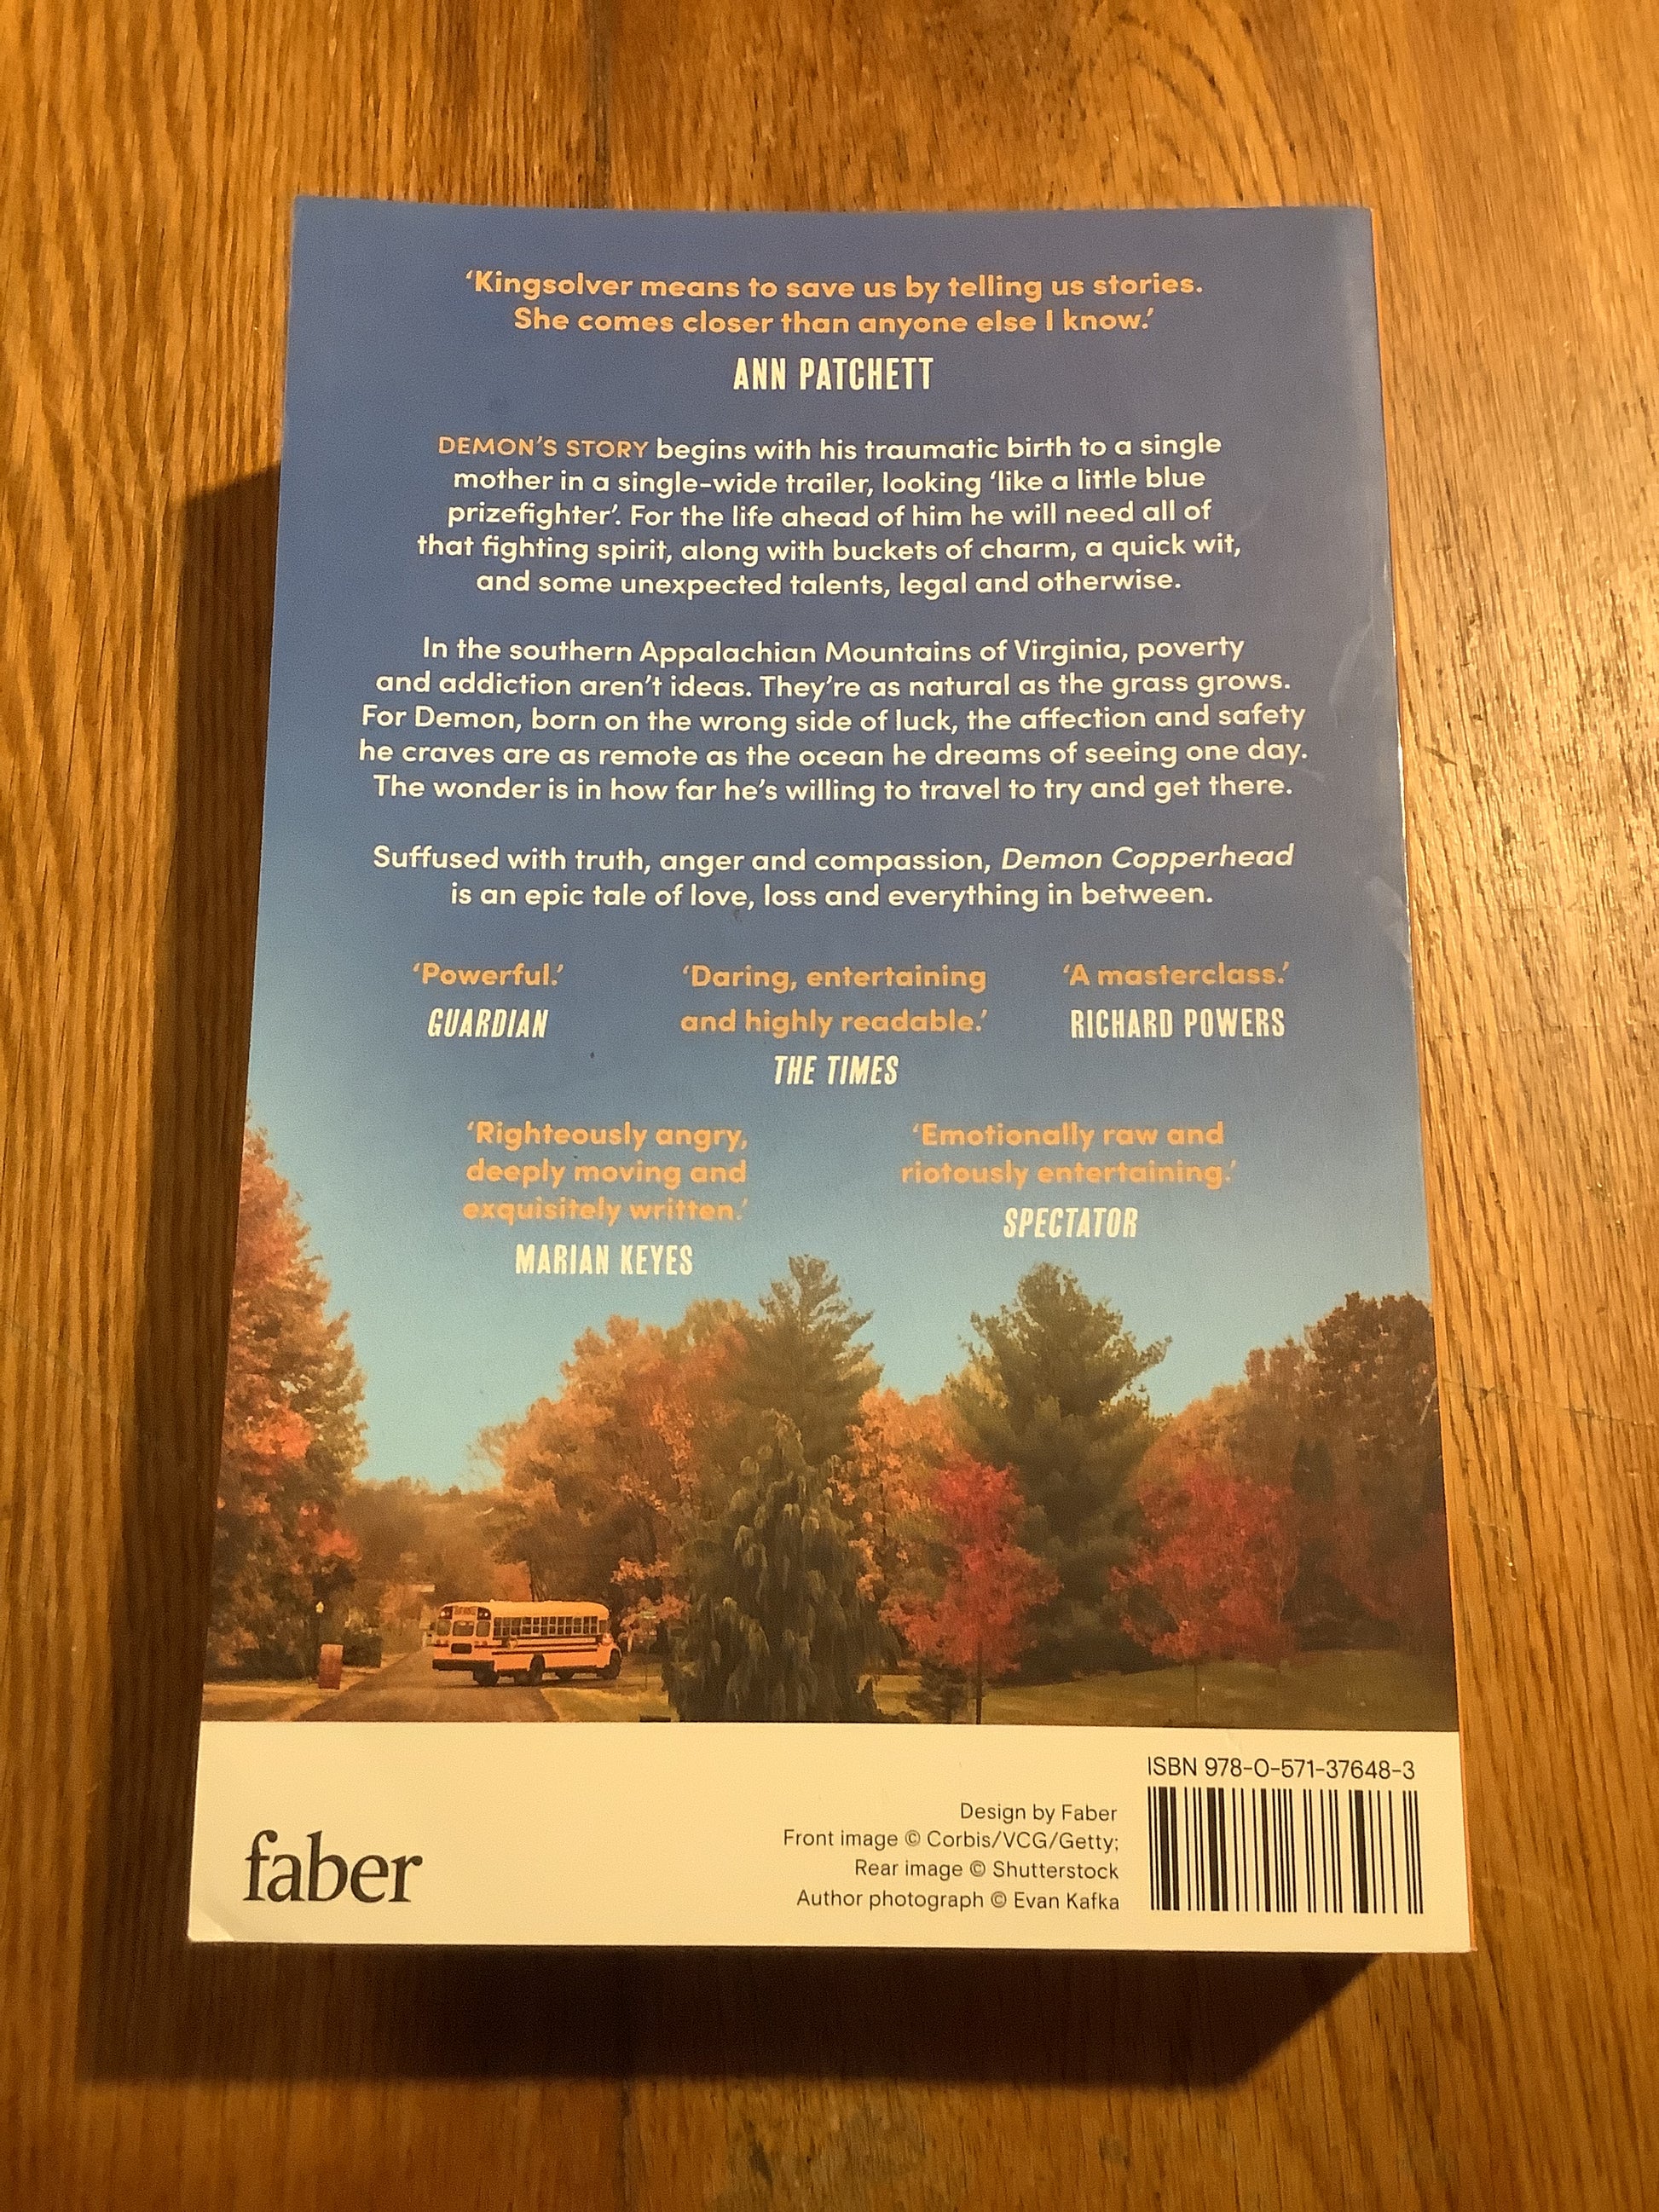 ‘Kingsolver means to save us by telling us stories.
She comes closer than anyone else I know.’
ANN PATCHETT
DEMON’S STORY begins with his traumatic birth to a single
mother in a single-wide trailer, looking ‘like a little blue
prizefighter’. For the life ahead of him he will need all of
that fighting spirit, along with buckets of charm, a quick wit,
and some unexpected talents, legal and otherwise.
In the southern Appalachian Mountains of Virginia, poverty
and addiction aren’t ideas. They’re as natural as the grass grows.
For Demon, born on the wrong side of luck, the affection and safety
he craves are as remote as the ocean he dreams of seeing one day.
The wonder is in how far he’s willing to travel to try and get there.
Suffused with truth, anger and compassion, Demon Copperhead
is an epic tale of love, loss and everything in between.
‘Powerful.’
GUARDIAN
‘Daring, entertaining
and highly readable.’
THE TIMES
‘A masterclass.’
RICHARD POWERS
‘Righteously angry,
deeply moving and
exquisitely written.’
MARIAN KEYES
‘Emotionally raw and
riotously entertaining.’
SPECTATOR
faber
Design by Faber
Front image © Corbis/VCG/Getty;
Rear image © Shutterstock
Author photograph © Evan Kafka
ISBN 978-0-571-37648-3